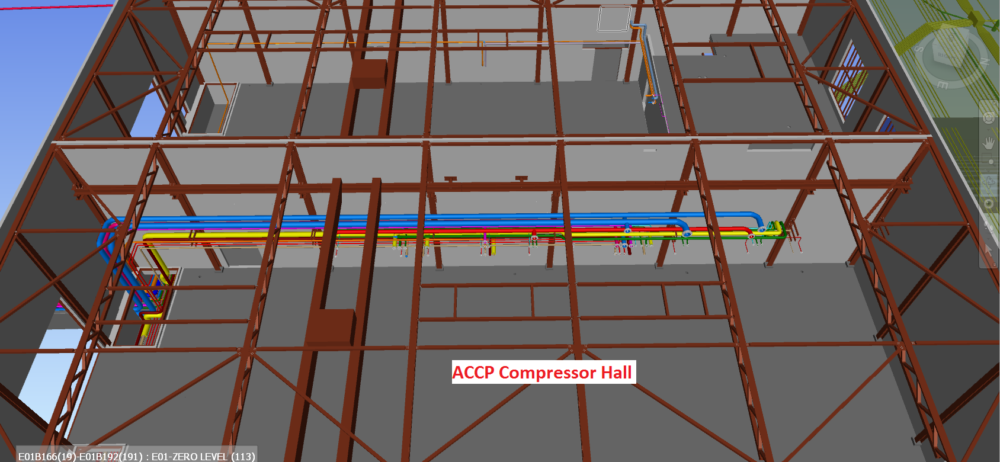 S
N
E
ACCP Compressor Hall
E01B166(19)-E01B192(191) : E01-ZERO LEVEL (113)